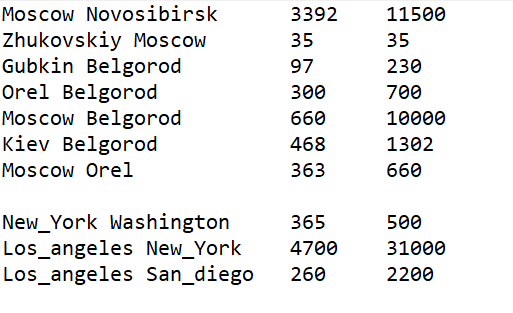 Moscow Novosibirsk 3392 11500
Zhukovskiy Moscow 35 35
Gubkin Belgorod 97 230
Orel Belgorod 300 700
Moscow Belgorod 660 10000
Kiev Belgorod 468 1302
Moscow Orel 363 660
New_York Washington 365 500
Los_angeles New_York 4700 31000
Los_angeles San_diego 260 2200